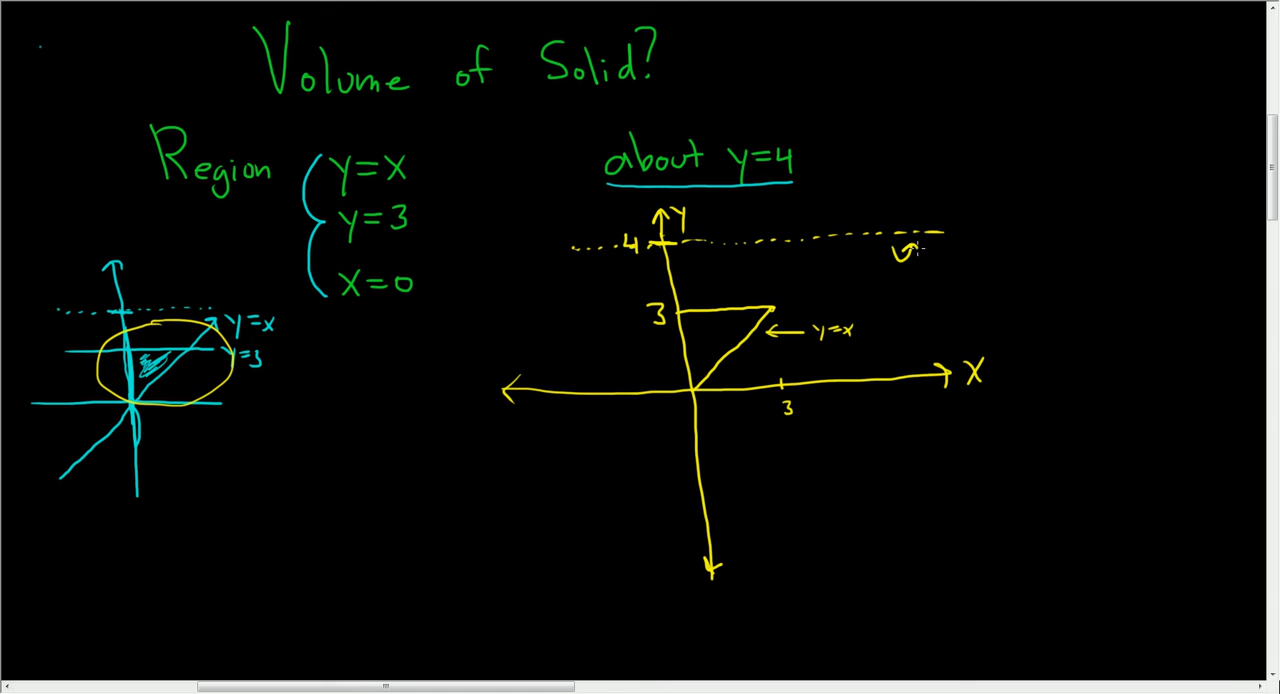 Volume of Solid?
Region
y=x
y=3
x=0
about y=4
y=x
y=3
y
4
3
y=x
x
3